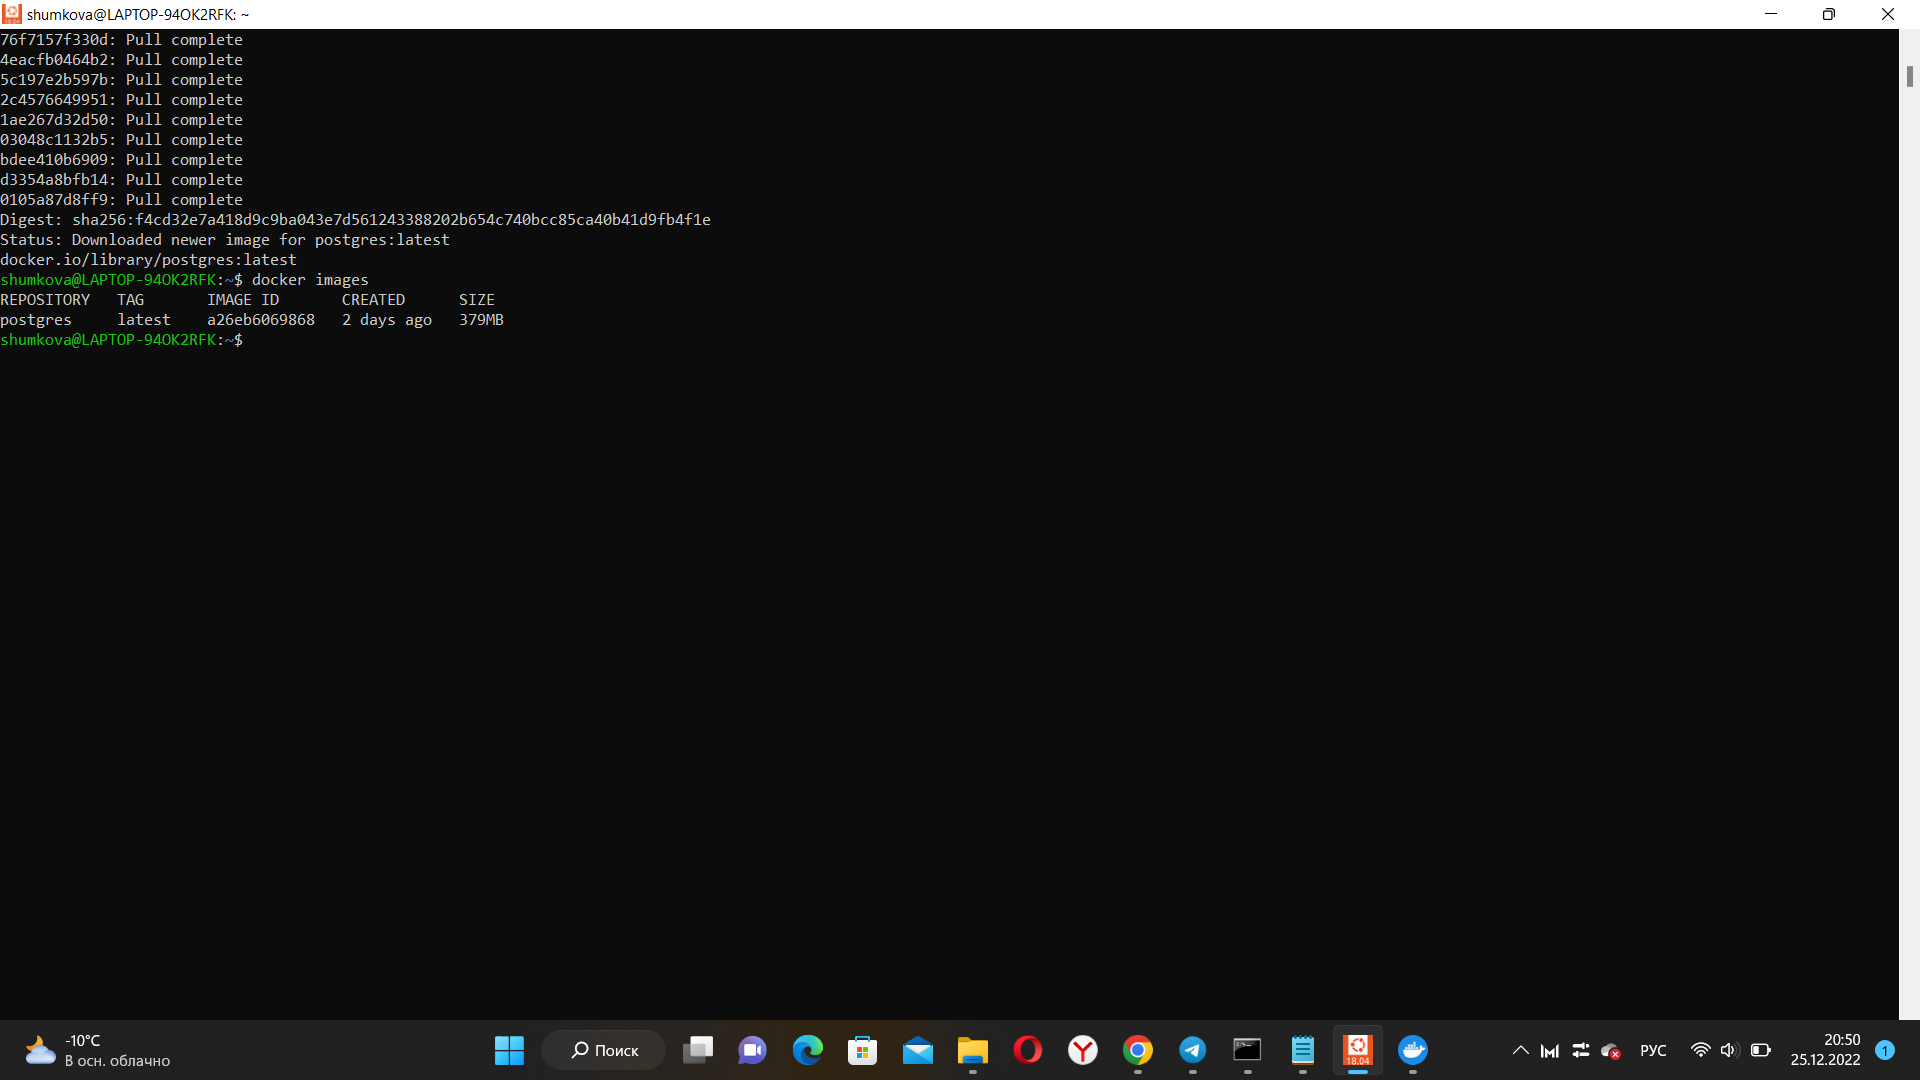 shumkova@LAPTOP-94OK2RFK: ~
76f7157f330d: Pull complete
4eacfb0464b2: Pull complete
5c197e2b597b: Pull complete
2c4576649951: Pull complete
1ae267d32d50: Pull complete
03048c1132b5: Pull complete
bdee410b6909: Pull complete
d3354a8bfb14: Pull complete
0105a87d8ff9: Pull complete
Digest: sha256:f4cd32e7a418d9c9ba043e7d561243388202b654c740bcc85ca40b41d9fb4f1e
Status: Downloaded newer image for postgres:latest
docker.io/library/postgres:latest
shumkova@LAPTOP-94OK2RFK:~$ docker images
REPOSITORY   TAG       IMAGE ID       CREATED      SIZE
postgres     latest    a26eb6069868   2 days ago   379MB
shumkova@LAPTOP-94OK2RFK:~$
-10°C
В осн. облачно
Поиск
18.04
РУС
20:50
25.12.2022
1